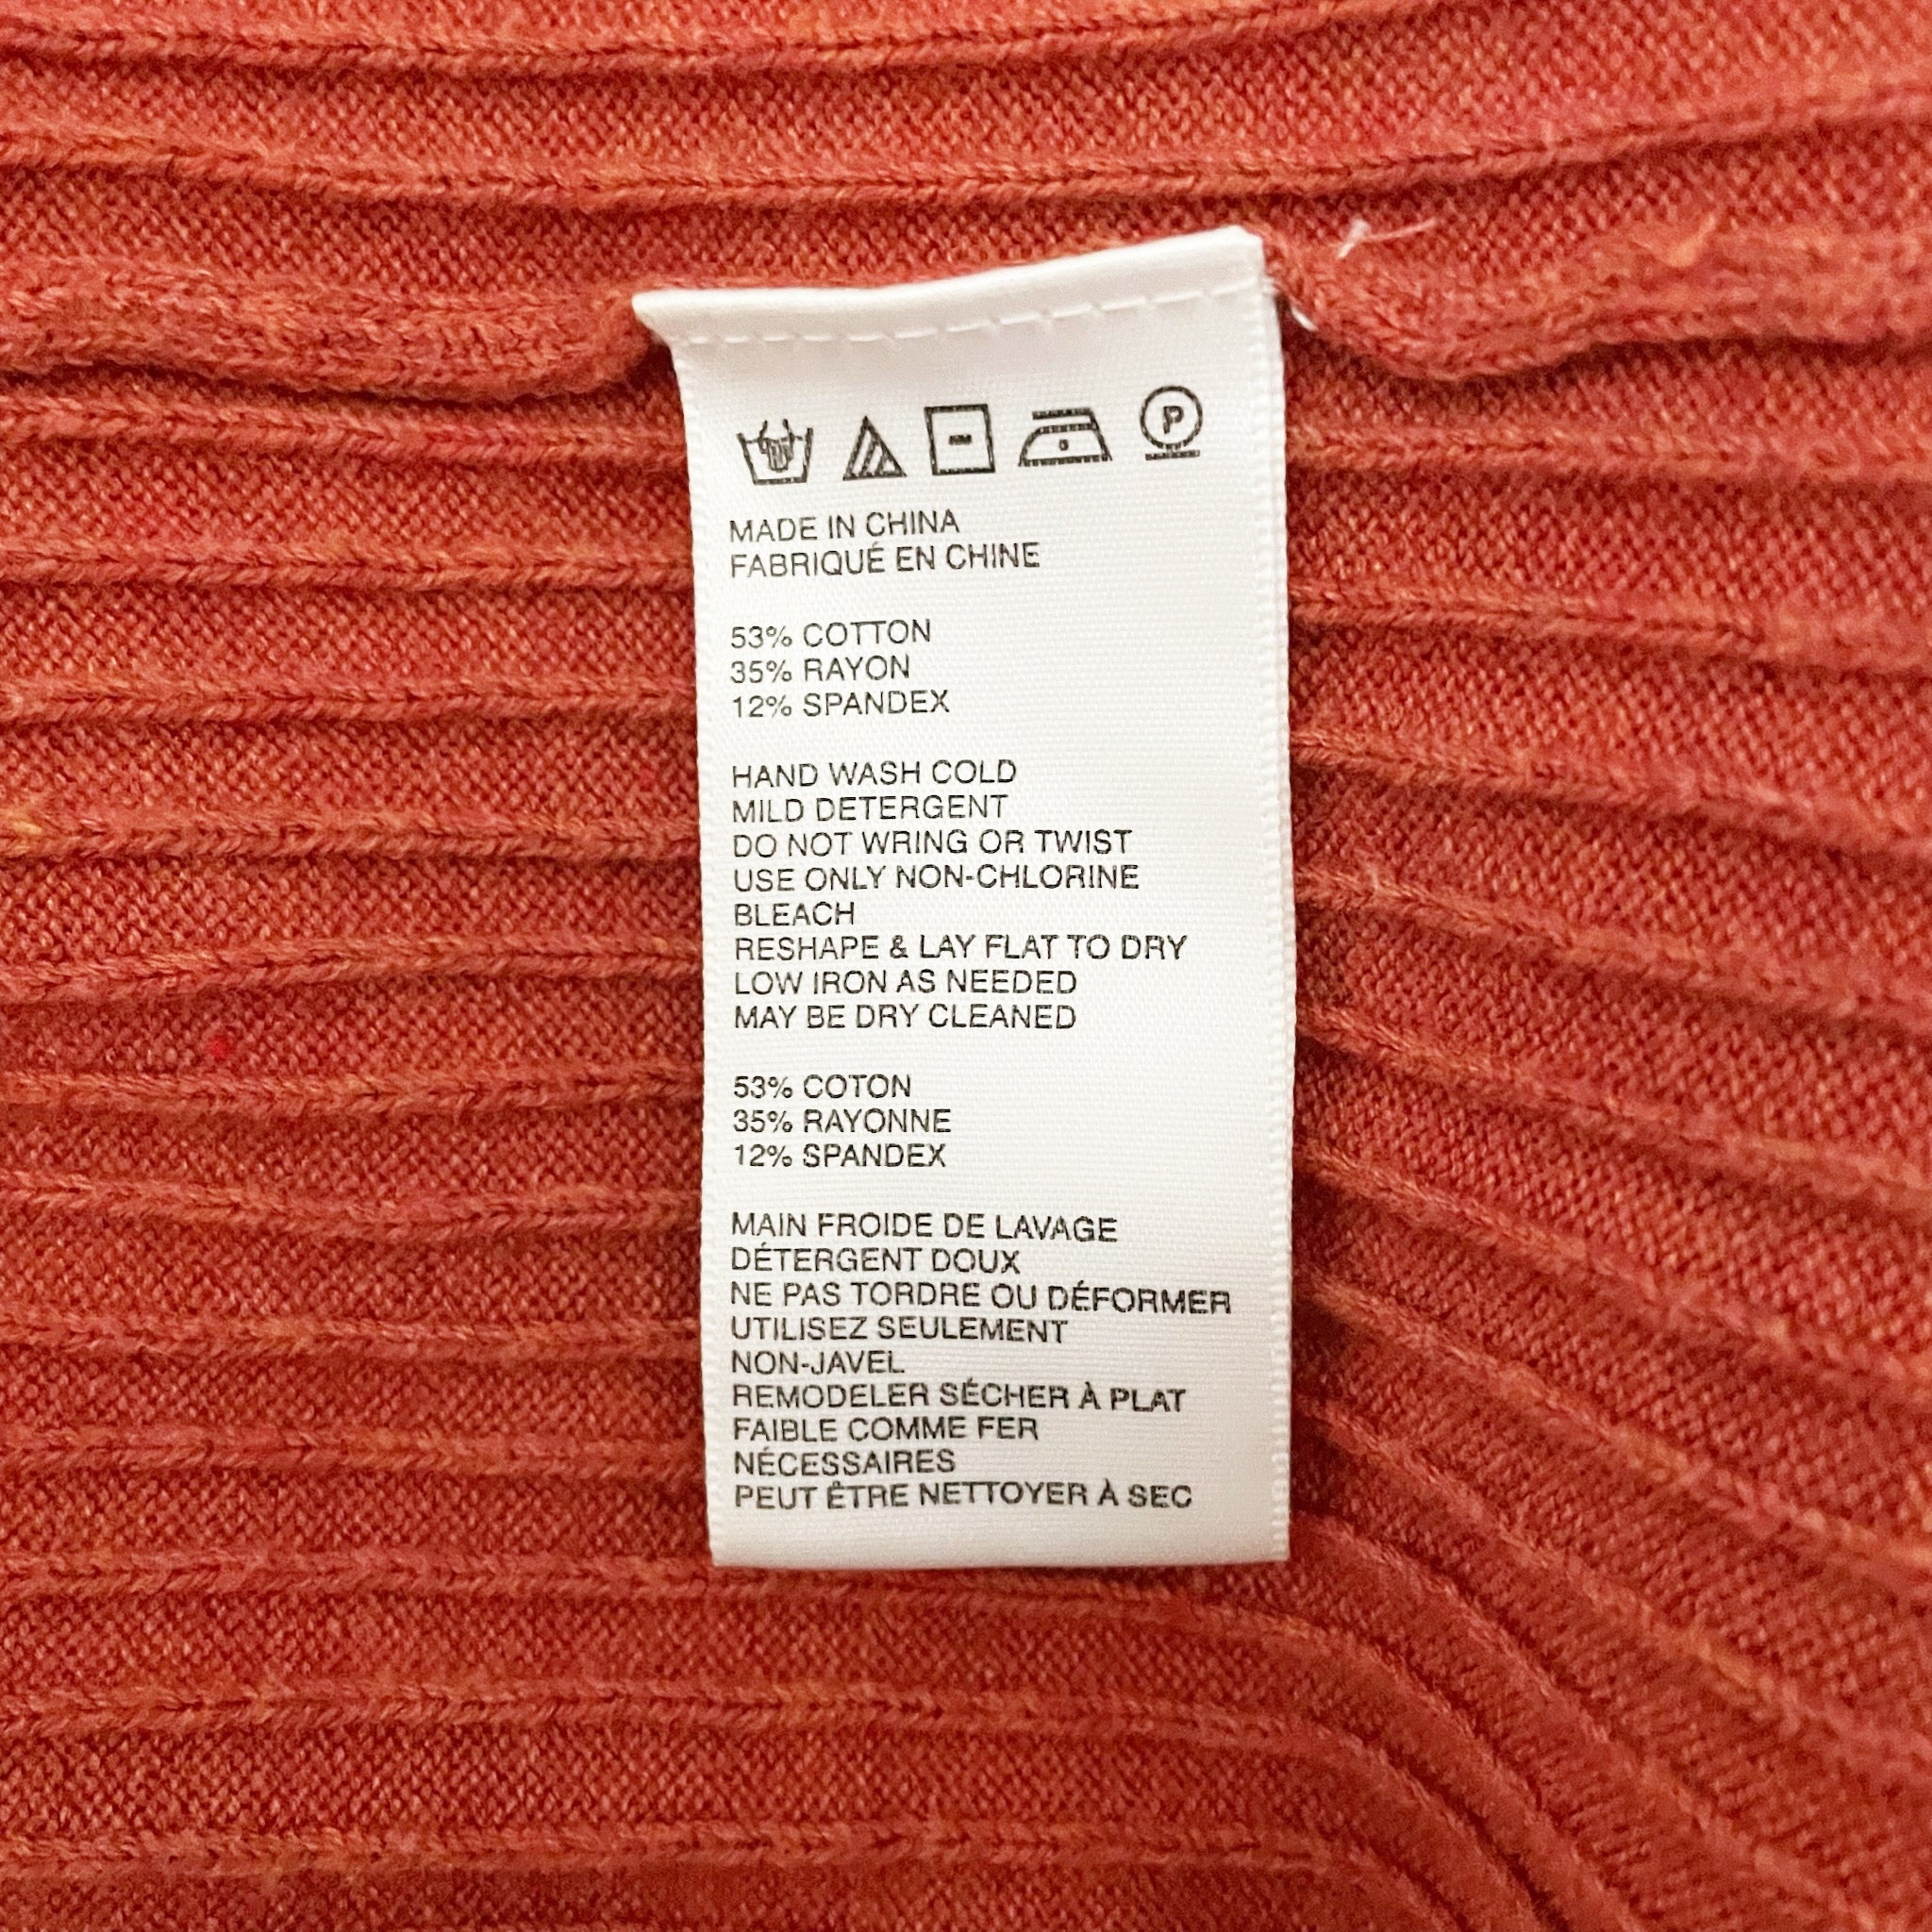 P
MADE IN CHINA
FABRIQUÉ EN CHINE
53% COTTON
35% RAYON
12% SPANDEX
HAND WASH COLD
MILD DETERGENT
DO NOT WRING OR TWIST
USE ONLY NON-CHLORINE
BLEACH
RESHAPE & LAY FLAT TO DRY
LOW IRON AS NEEDED
MAY BE DRY CLEANED
53% COTON
35% RAYONNE
12% SPANDEX
MAIN FROIDE DE LAVAGE
DÉTERGENT DOUX
NE PAS TORDRE OU DÉFORMER
UTILISEZ SEULEMENT
NON-JAVEL
REMODELER SÉCHER À PLAT
FAIBLE COMME FER
NÉCESSAIRES
PEUT ÊTRE NETTOYER À SEC